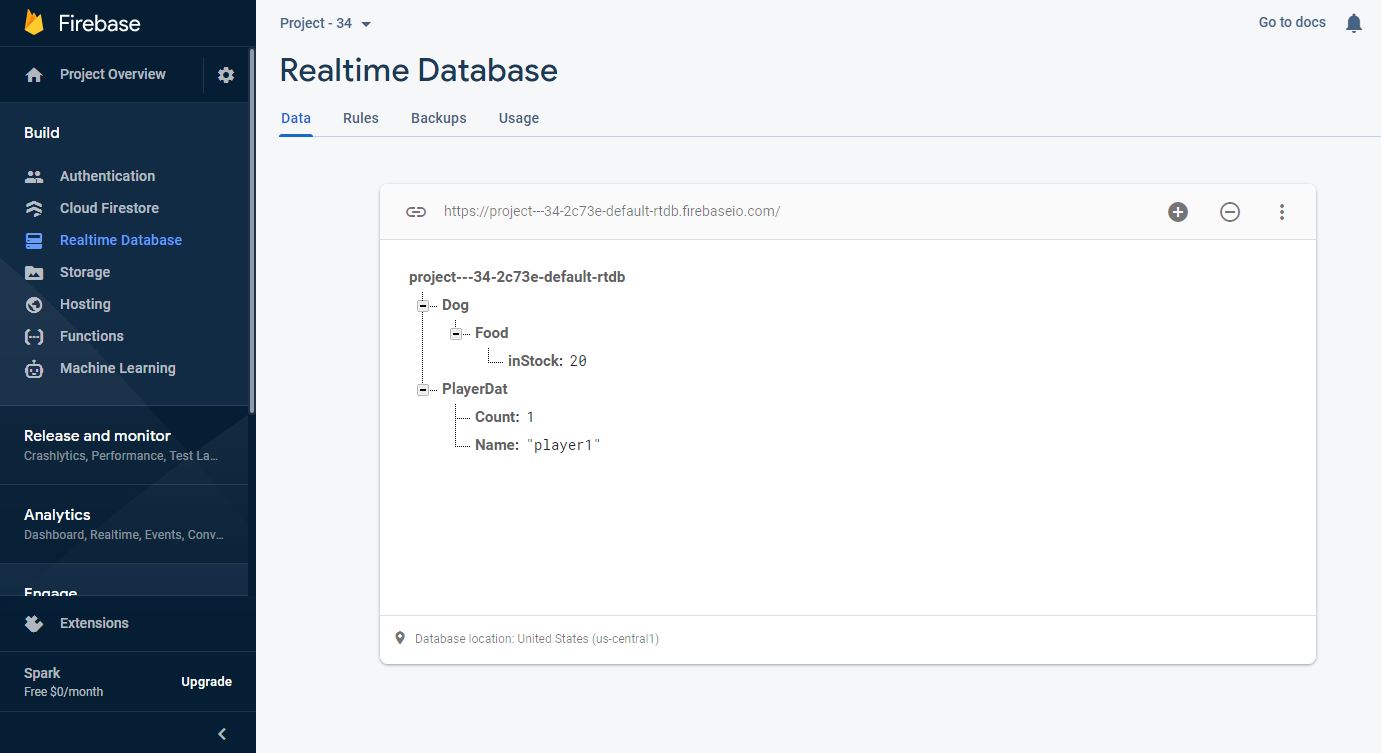 Firebase
Project Overview
Build
Authentication
Cloud Firestore
Realtime Database
Storage
Hosting
Functions
Machine Learning
Release and monitor
Crashlytics, Performance, Test La...
Analytics
Dashboard, Realtime, Events, Conv...
Engage
Extensions
Spark
Free $0/month
Upgrade
Project - 34
Go to docs
Realtime Database
Data Rules Backups Usage
https://project---34-2c73e-default-rtdb.firebaseio.com/
project---34-2c73e-default-rtdb
Dog
Food
inStock: 20
PlayerDat
Count: 1
Name: "player1"
Database location: United States (us-central1)